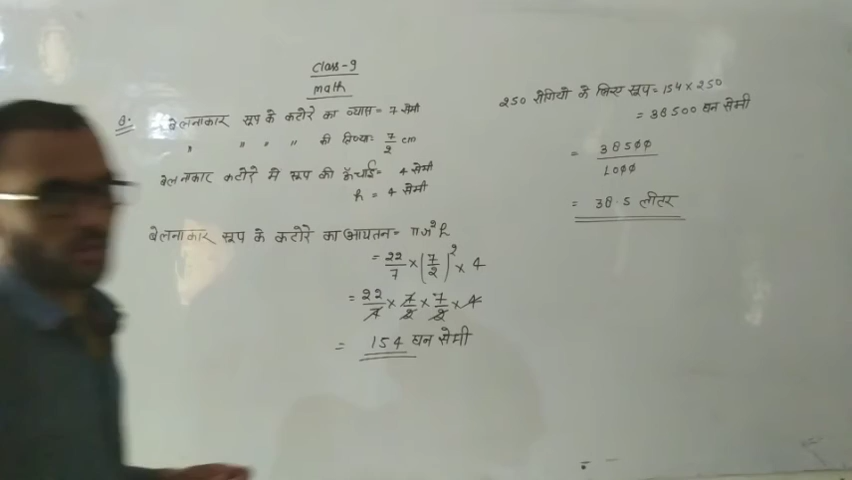 Class-9
math
8. बेलनाकार सूप के कटोरे का व्यास = 7 सेमी
" " " " की त्रिज्या = 7/2 cm
बेलनाकार कटोरे में सूप की ऊँचाई = 4 सेमी
h = 4 सेमी
बेलनाकार सूप के कटोरे का आयतन = πr²h
= 22/7 × (7/2)² × 4
= 22/7 × 7/2 × 7/2 × 4
= 154 घन सेमी
250 रोगियों के लिए सूप = 154 × 250
= 38500 घन सेमी
= 38500/1000
= 38.5 लीटर